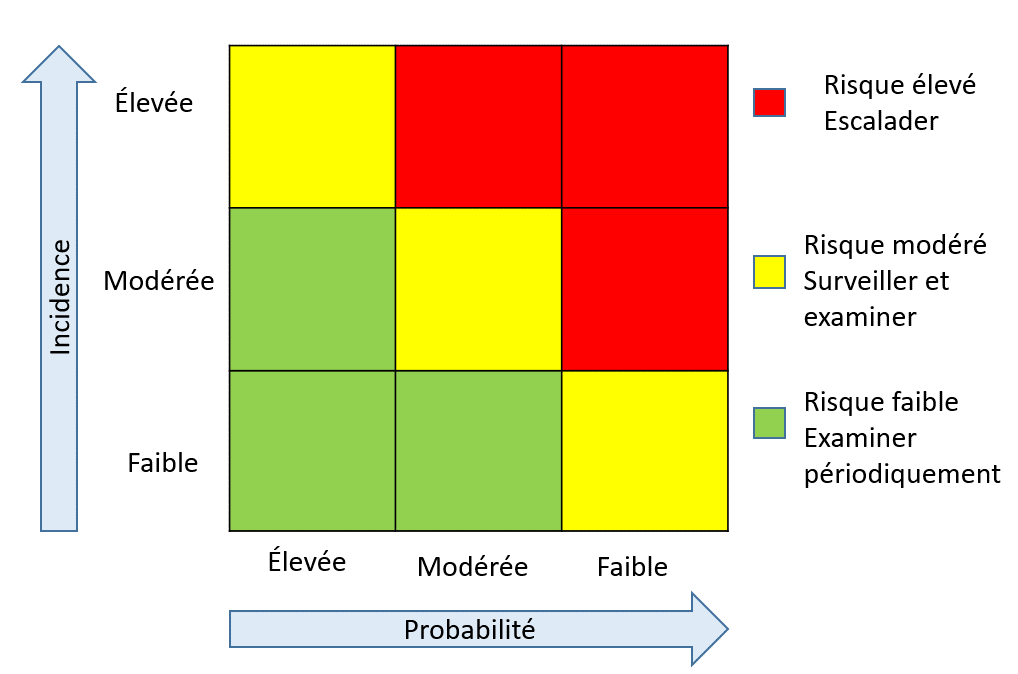 Élevée
Modérée
Faible
Incidence
Élevée
Modérée
Faible
Probabilité
Risque élevé
Escalader
Risque modéré
Surveiller et
examiner
Risque faible
Examiner
périodiquement